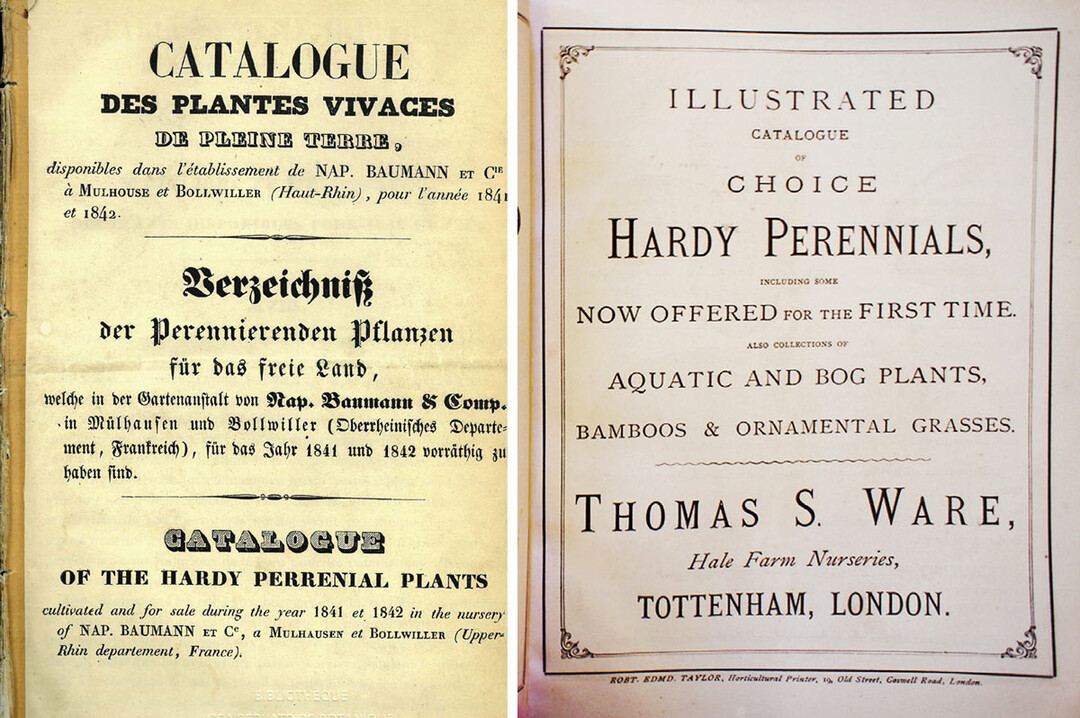 CATALOGUE
DES PLANTES VIVACES
DE PLEINE TERRE,
disponibles dans l'établissement de NAP. BAUMANN ET CIE
à MULHOUSE et BOLLWILLER (Haut-Rhin), pour l'année 1841
et 1842.
Verzeichniß
der Perennierenden Pflanzen
für das freie Land,
welche in der Gartenanstalt von Nap. Baumann & Comp.
in Mülhausen und Bollwiller (Oberrheinisches Departe=
ment, Frankreich), für das Jahr 1841 und 1842 vorräthig zu
haben sind.
CATALOGUE
OF THE HARDY PERRENIAL PLANTS
cultivated and for sale during the year 1841 et 1842 in the nursery
of NAP. BAUMANN ET Ce, a MULHAUSEN et BOLLWILLER (Upper-
Rhin departement, France).
BIBLIOTHÈQUE
ILLUSTRATED
CATALOGUE
OF
CHOICE
HARDY PERENNIALS,
INCLUDING SOME
NOW OFFERED FOR THE FIRST TIME.
ALSO COLLECTIONS OF
AQUATIC AND BOG PLANTS,
BAMBOOS & ORNAMENTAL GRASSES.
THOMAS S. WARE,
Hale Farm Nurseries,
TOTTENHAM, LONDON.
ROBT. EDMD. TAYLOR, Horticultural Printer, 19, Old Street, Goswell Road, London.